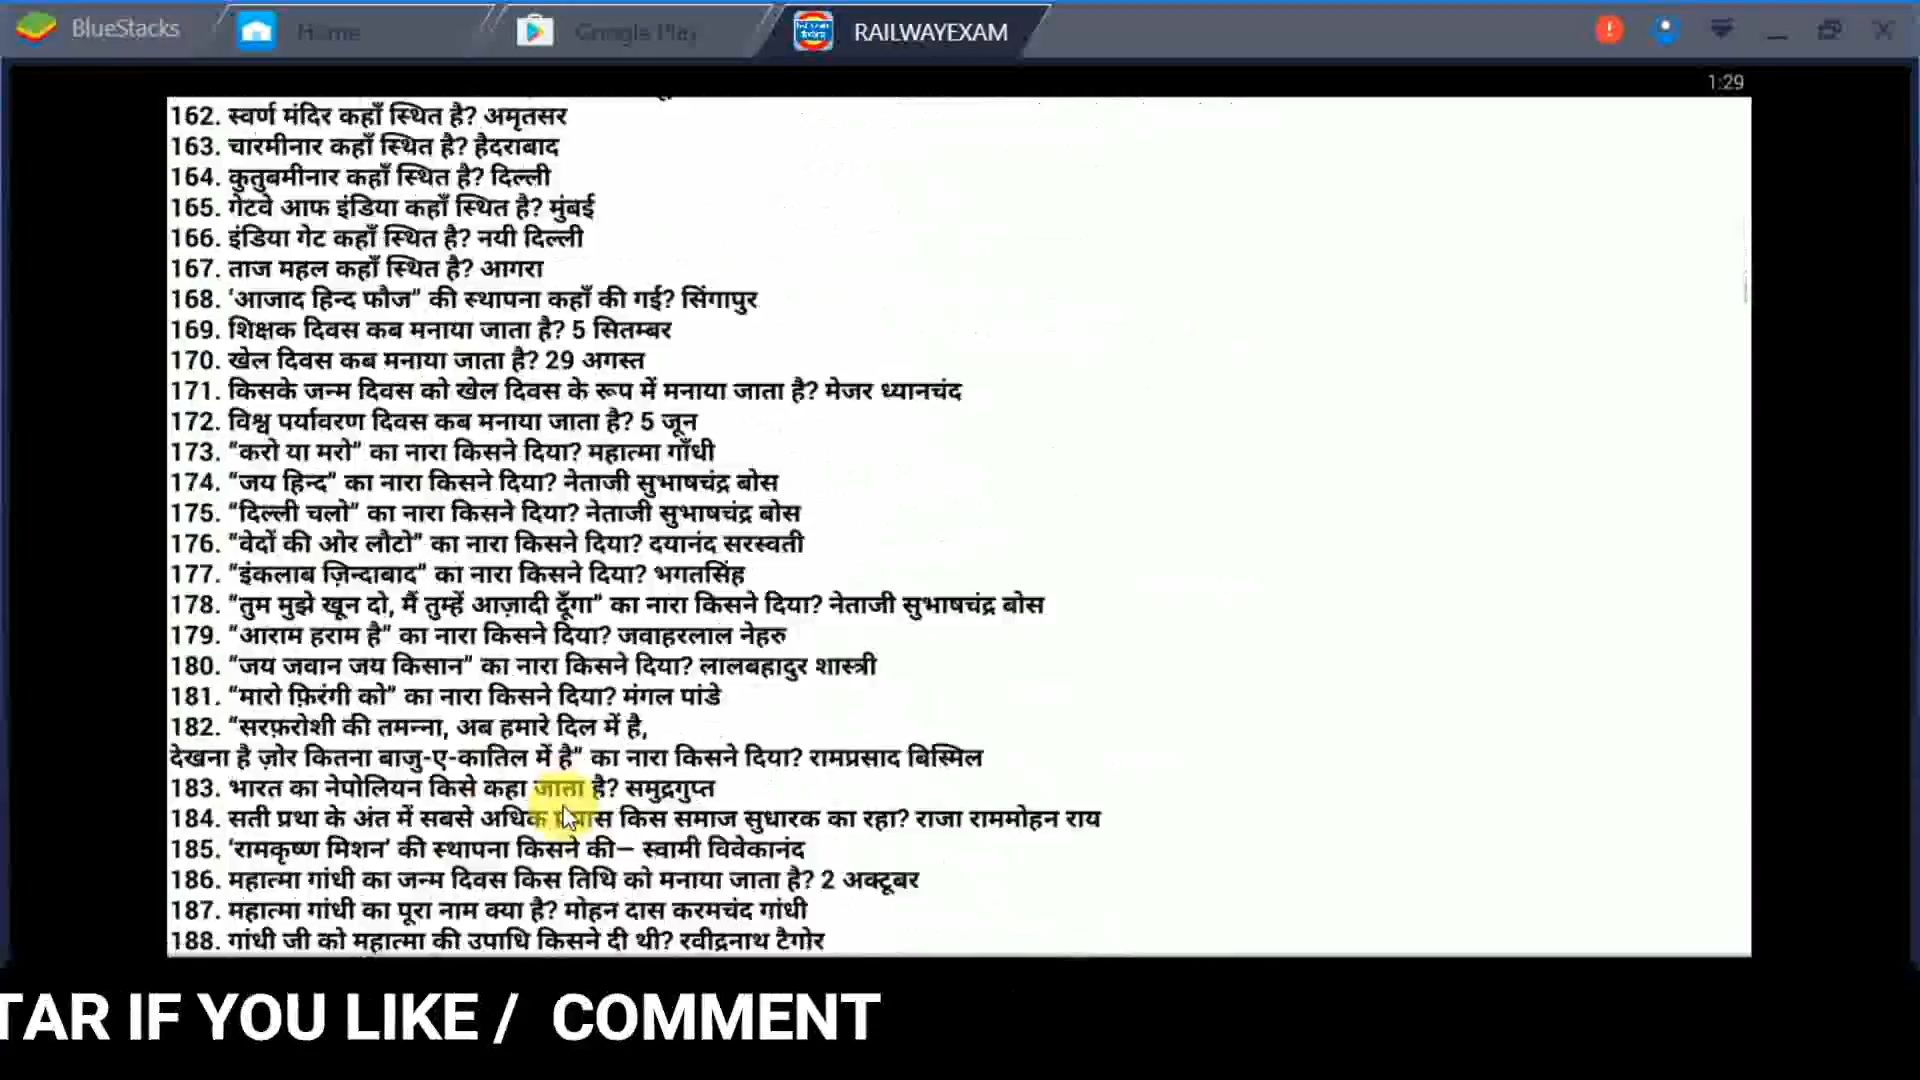 BlueStacks
Home
Google Play
RAILWAYEXAM
1:29
162. स्वर्ण मंदिर कहाँ स्थित है? अमृतसर
163. चारमीनार कहाँ स्थित है? हैदराबाद
164. कुतुबमीनार कहाँ स्थित है? दिल्ली
165. गेटवे आफ इंडिया कहाँ स्थित है? मुंबई
166. इंडिया गेट कहाँ स्थित है? नयी दिल्ली
167. ताज महल कहाँ स्थित है? आगरा
168. ‘आजाद हिन्द फौज” की स्थापना कहाँ की गई? सिंगापुर
169. शिक्षक दिवस कब मनाया जाता है? 5 सितम्बर
170. खेल दिवस कब मनाया जाता है? 29 अगस्त
171. किसके जन्म दिवस को खेल दिवस के रूप में मनाया जाता है? मेजर ध्यानचंद
172. विश्व पर्यावरण दिवस कब मनाया जाता है? 5 जून
173. “करो या मरो” का नारा किसने दिया? महात्मा गाँधी
174. “जय हिन्द” का नारा किसने दिया? नेताजी सुभाषचंद्र बोस
175. “दिल्ली चलो” का नारा किसने दिया? नेताजी सुभाषचंद्र बोस
176. “वेदों की ओर लौटो” का नारा किसने दिया? दयानंद सरस्वती
177. “इंकलाब ज़िन्दाबाद” का नारा किसने दिया? भगतसिंह
178. “तुम मुझे खून दो, मैं तुम्हें आज़ादी दूँगा” का नारा किसने दिया? नेताजी सुभाषचंद्र बोस
179. “आराम हराम है” का नारा किसने दिया? जवाहरलाल नेहरु
180. “जय जवान जय किसान” का नारा किसने दिया? लालबहादुर शास्त्री
181. “मारो फ़िरंगी को” का नारा किसने दिया? मंगल पांडे
182. “सरफ़रोशी की तमन्ना, अब हमारे दिल में है,
देखना है ज़ोर कितना बाजु-ए-कातिल में है” का नारा किसने दिया? रामप्रसाद बिस्मिल
183. भारत का नेपोलियन किसे कहा जाता है? समुद्रगुप्त
184. सती प्रथा के अंत में सबसे अधिक किस समाज सुधारक का रहा? राजा राममोहन राय
185. ‘रामकृष्ण मिशन’ की स्थापना किसने की– स्वामी विवेकानंद
186. महात्मा गांधी का जन्म दिवस किस तिथि को मनाया जाता है? 2 अक्टूबर
187. महात्मा गांधी का पूरा नाम क्या है? मोहन दास करमचंद गांधी
188. गांधी जी को महात्मा की उपाधि किसने दी थी? रवीद्रनाथ टैगोर
TAR IF YOU LIKE / COMMENT